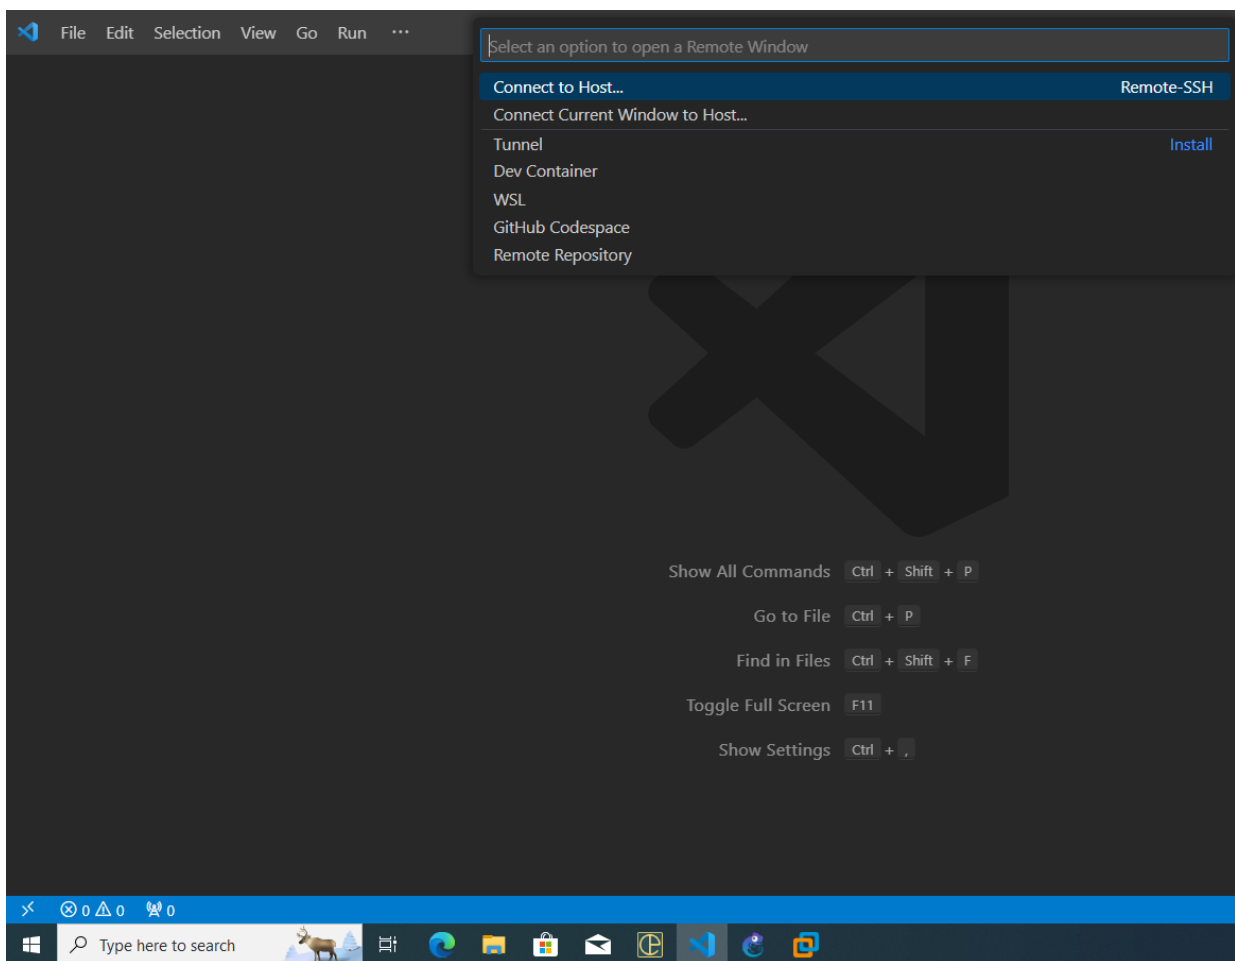 File Edit Selection View Go Run ···
Select an option to open a Remote Window
Connect to Host... Remote-SSH
Connect Current Window to Host...
Tunnel Install
Dev Container
WSL
GitHub Codespace
Remote Repository
Show All Commands Ctrl + Shift + P
Go to File Ctrl + P
Find in Files Ctrl + Shift + F
Toggle Full Screen F11
Show Settings Ctrl + ,
0 0 0
Type here to search